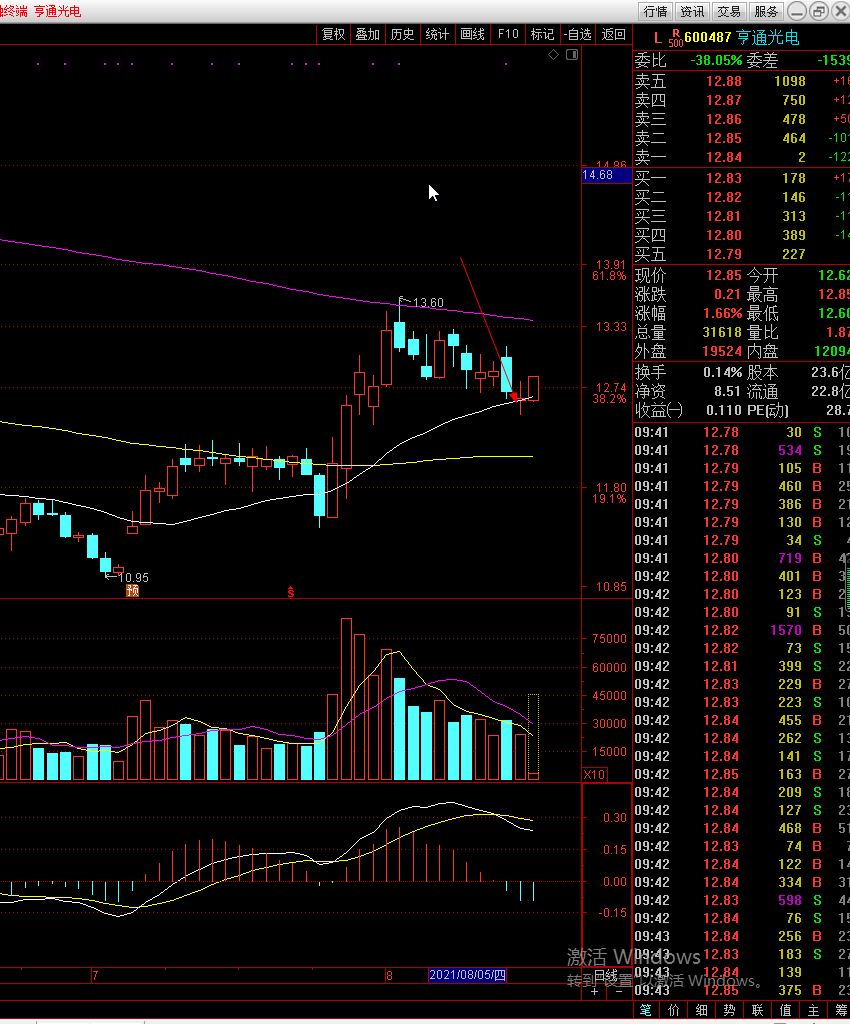 终端 亨通光电 行情 资讯 交易 服务
复权 叠加 历史 统计 画线 F10 标记 -自选 返回
L R 500 600487 亨通光电
委比 -38.05% 委差 -1539
卖五 12.88 1098
卖四 12.87 750
卖三 12.86 478
卖二 12.85 464
卖一 12.84 2
买一 12.83 178
买二 12.82 146
买三 12.81 313
买四 12.80 389
买五 12.79 227
现价 12.85 今开 12.62
涨跌 0.21 最高 12.85
涨幅 1.66% 最低 12.60
总量 31618 量比 1.87
外盘 19524 内盘 12094
换手 0.14% 股本 23.6亿
净资 8.51 流通 22.8亿
收益㈠ 0.110 PE(动) 28.7
09:41 12.78 30 S
09:41 12.78 534 S
09:41 12.79 105 B
09:41 12.79 460 B
09:41 12.79 386 B
09:41 12.79 130 B
09:41 12.79 34 S
09:41 12.80 719 B
09:42 12.80 401 B
09:42 12.80 123 B
09:42 12.80 91 S
09:42 12.82 1570 B
09:42 12.82 73 S
09:42 12.81 399 S
09:42 12.83 229 B
09:42 12.83 223 S
09:42 12.84 455 B
09:42 12.84 262 S
09:42 12.84 141 S
09:42 12.85 163 B
09:42 12.84 209 S
09:42 12.84 127 S
09:42 12.84 468 B
09:42 12.83 74 B
09:42 12.84 122 B
09:42 12.84 334 B
09:42 12.83 598 S
09:42 12.84 76 S
09:43 12.84 256 B
09:43 12.83 183 S
09:43 12.84 139
09:43 12.85 375 B
笔 价 细 势 联 值 主 筹
14.86
14.68
13.91
61.8%
13.60
13.33
12.74
38.2%
11.80
19.1%
10.95
10.85
预
S
75000
60000
45000
30000
15000
X10
0.30
0.15
0.00
-0.15
7 8 2021/08/05/四 日线
+ -
激活 Windows
转到"设置"以激活 Windows。